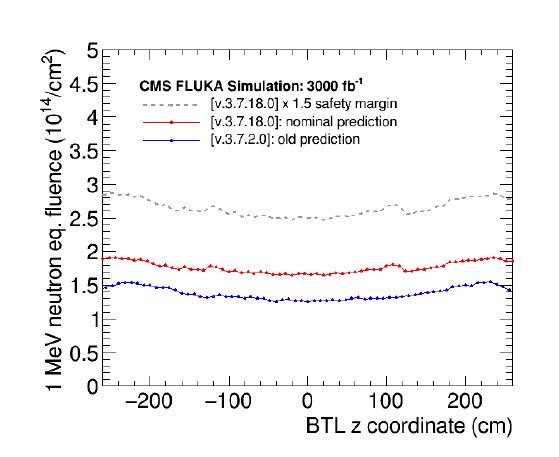 5
4.5
4
3.5
3
2.5
2
1.5
1
0.5
0
1 MeV neutron eq. fluence (10¹⁴/cm²)
CMS FLUKA Simulation: 3000 fb⁻¹
[v.3.7.18.0] x 1.5 safety margin
[v.3.7.18.0]: nominal prediction
[v.3.7.2.0]: old prediction
−200 −100 0 100 200
BTL z coordinate (cm)